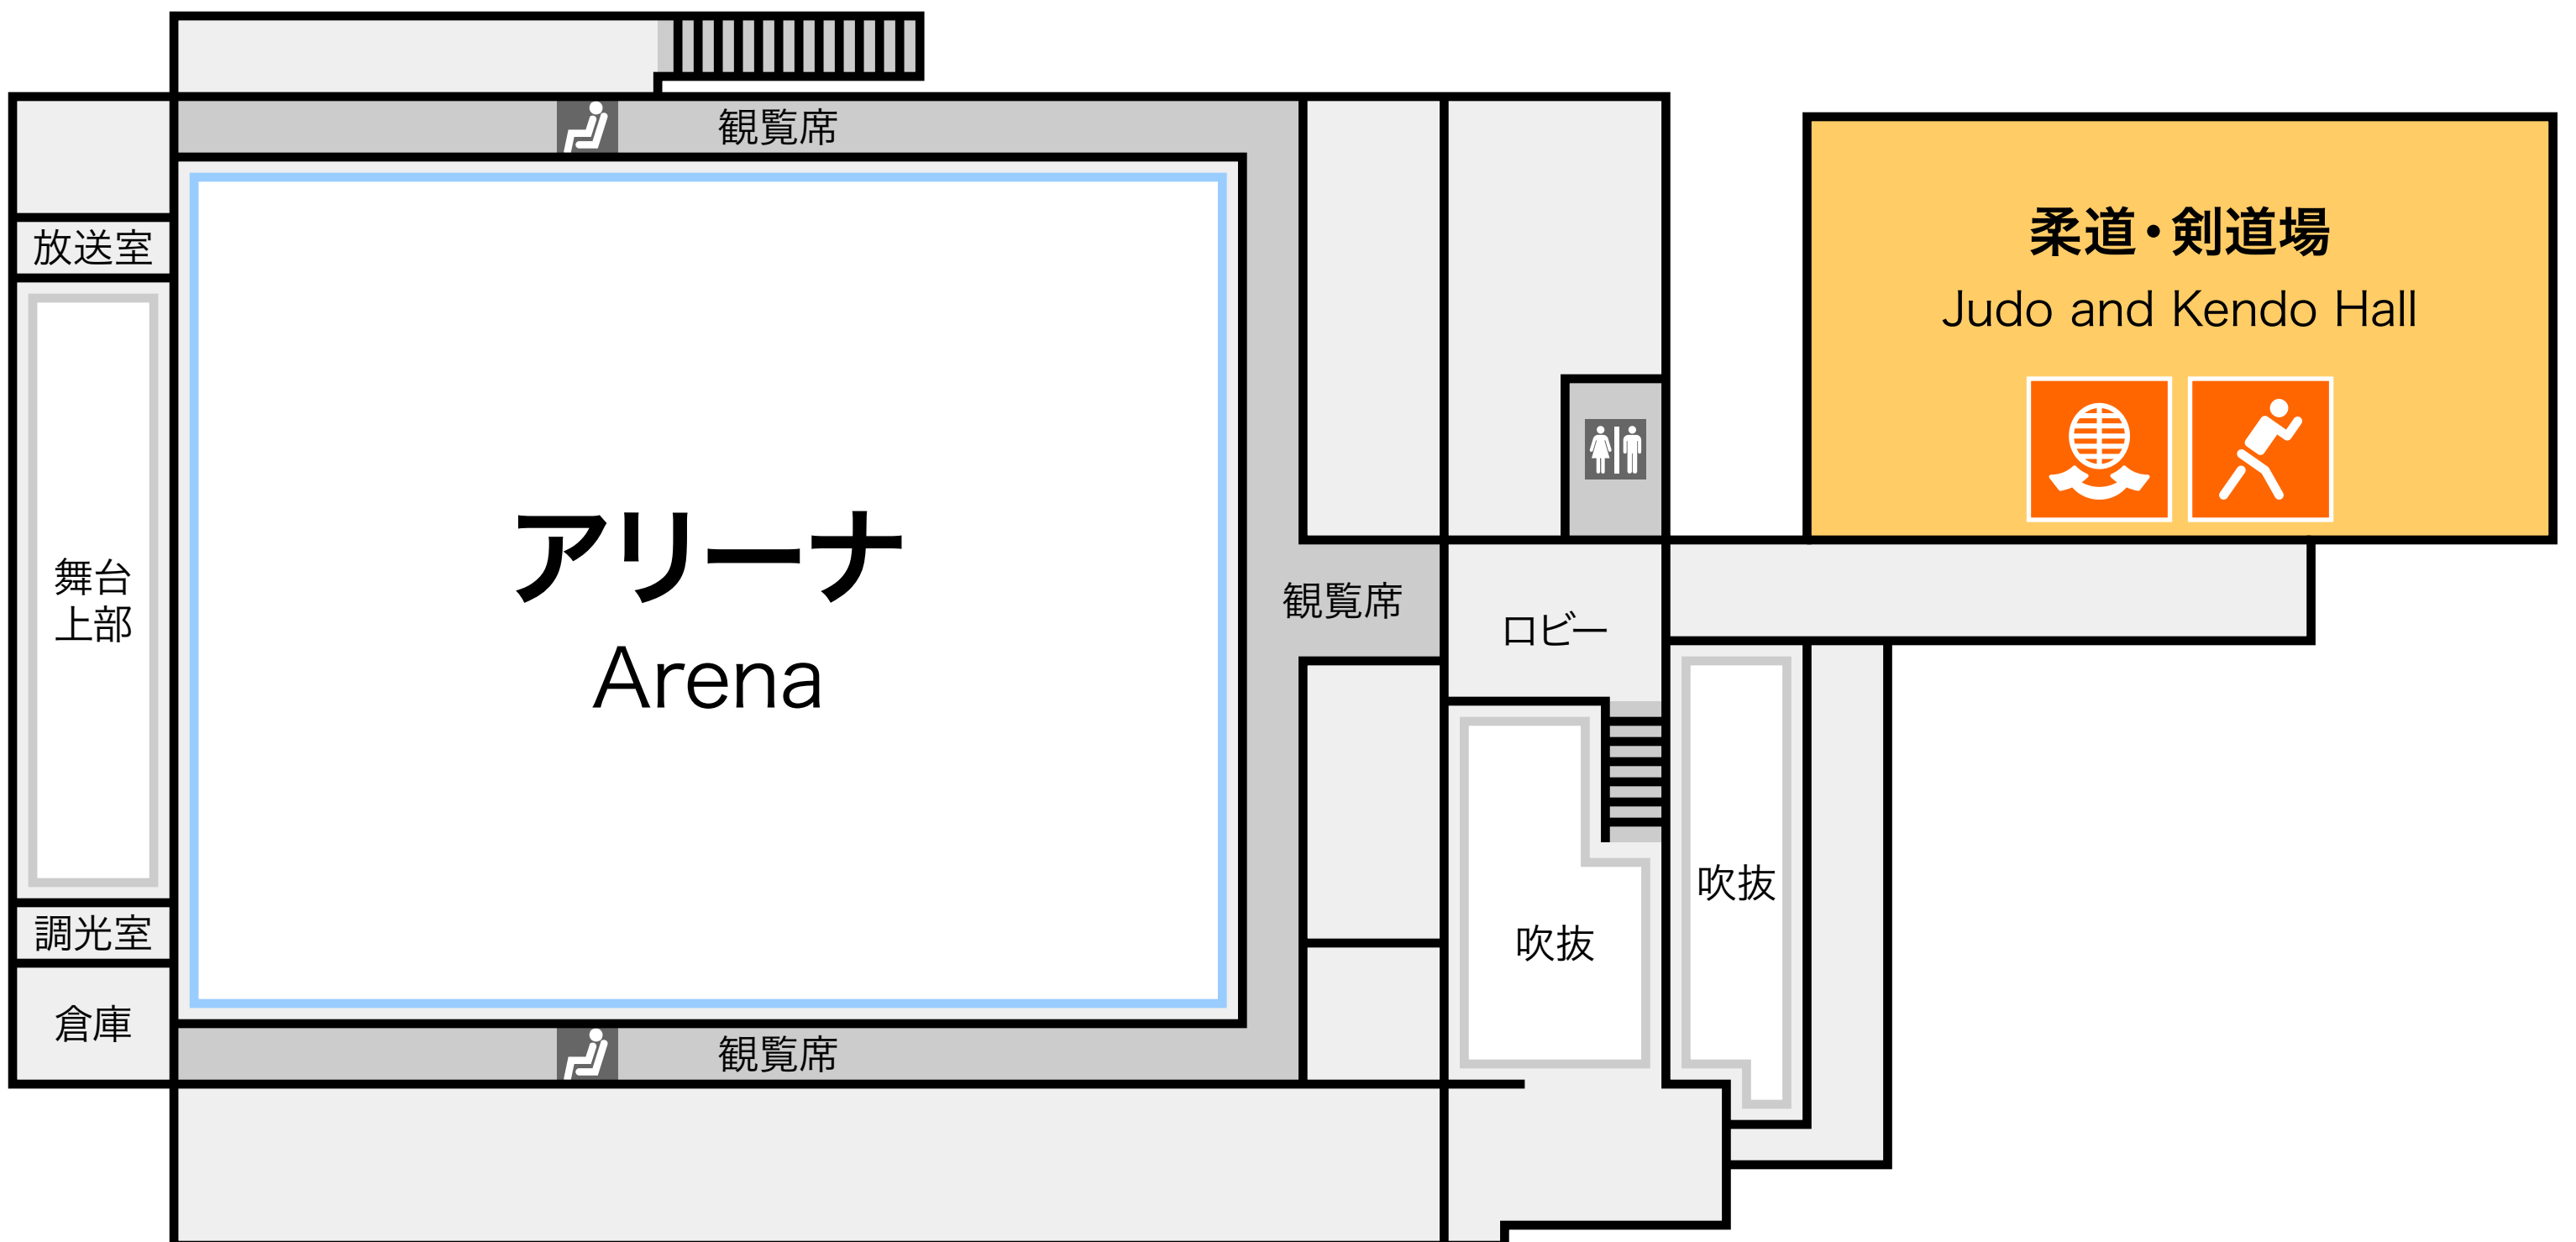 観覧席
放送室
柔道・剣道場
Judo and Kendo Hall
アリーナ
Arena
舞台
上部
観覧席
ロビー
吹抜
吹抜
調光室
倉庫
観覧席